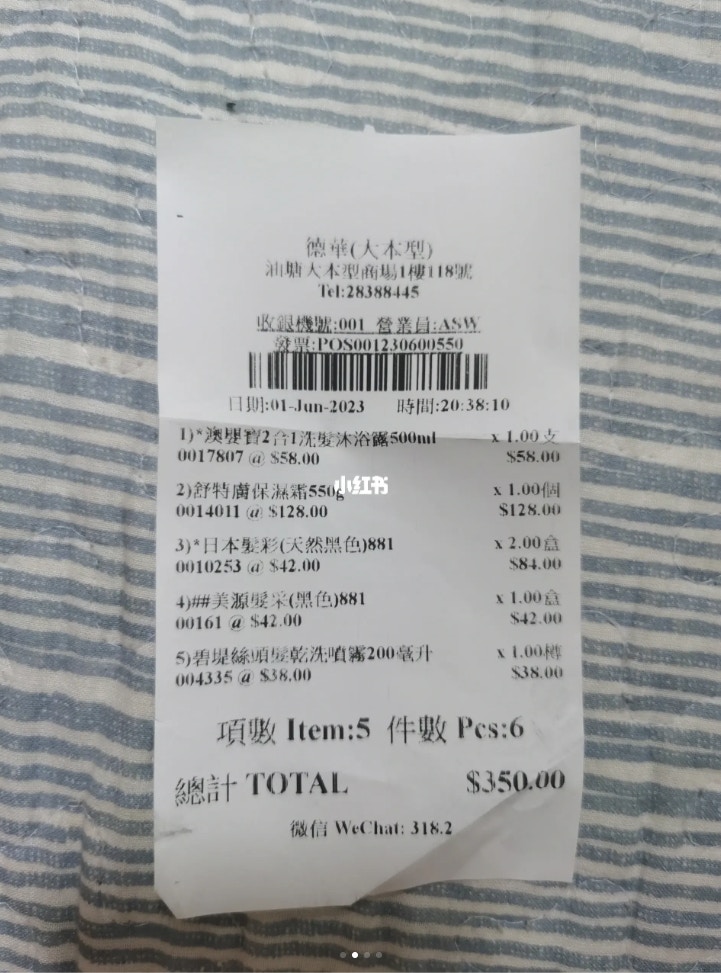 德華(大本型)
油塘大本型商場1樓118號
Tel:28388445
收銀機號:001 營業員:ASW
發票:POS001230600550
日期:01-Jun-2023 時間:20:38:10
1)*澳嬰寶2合1洗髮沐浴露500ml x 1.00支
0017807 @ $58.00 $58.00
2)舒特膚保濕霜550g x 1.00個
0014011 @ $128.00 $128.00
小红书
3)*日本髮彩(天然黑色)881 x 2.00盒
0010253 @ $42.00 $84.00
4)##美源髮采(黑色)881 x 1.00盒
00161 @ $42.00 $42.00
5)碧堤絲頭髮乾洗噴霧200毫升 x 1.00樽
004335 @ $38.00 $38.00
項數 Item:5 件數 Pcs:6
總計 TOTAL $350.00
微信 WeChat: 318.2